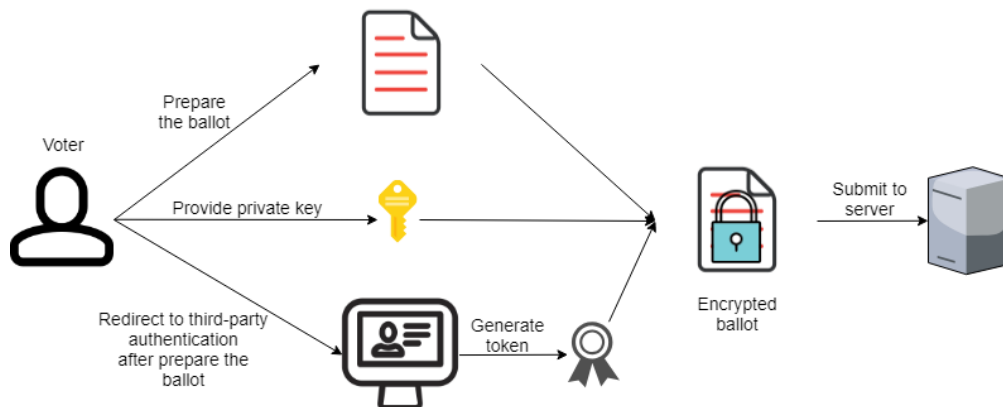 Prepare
the ballot
Voter
Provide private key
Submit to
server
Redirect to third-party
authentication
after prepare the
ballot
Generate
token
Encrypted
ballot